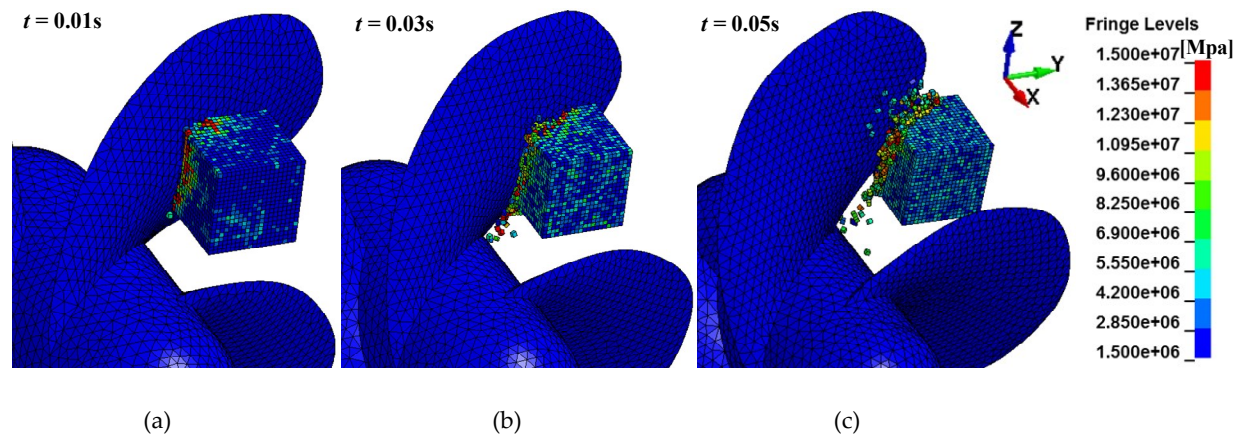 t = 0.01s
t = 0.03s
t = 0.05s
Z
Y
X
Fringe Levels
[Mpa]
1.500e+07
1.365e+07
1.230e+07
1.095e+07
9.600e+06
8.250e+06
6.900e+06
5.550e+06
4.200e+06
2.850e+06
1.500e+06
(a)
(b)
(c)